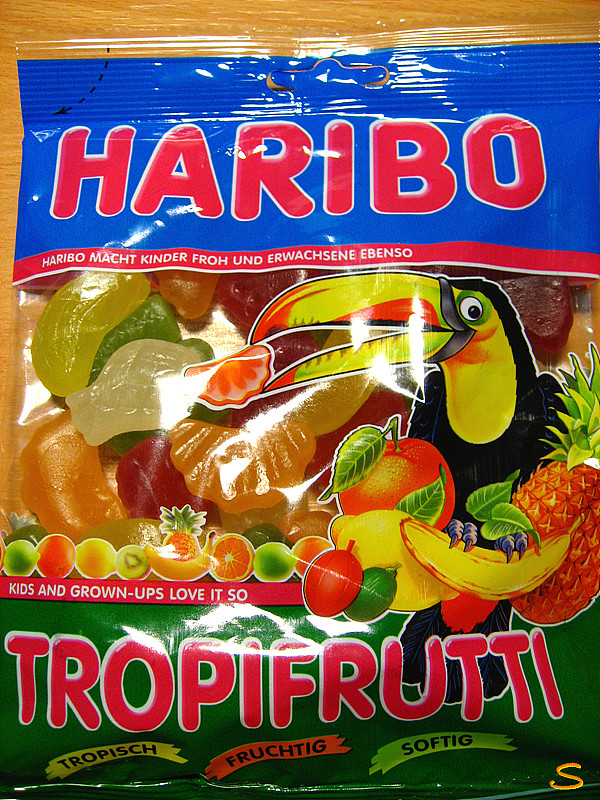 HARIBO
HARIBO MACHT KINDER FROH UND ERWACHSENE EBENSO
KIDS AND GROWN-UPS LOVE IT SO
TROPIFRUTTI
TROPISCH FRUCHTIG SOFTIG
S